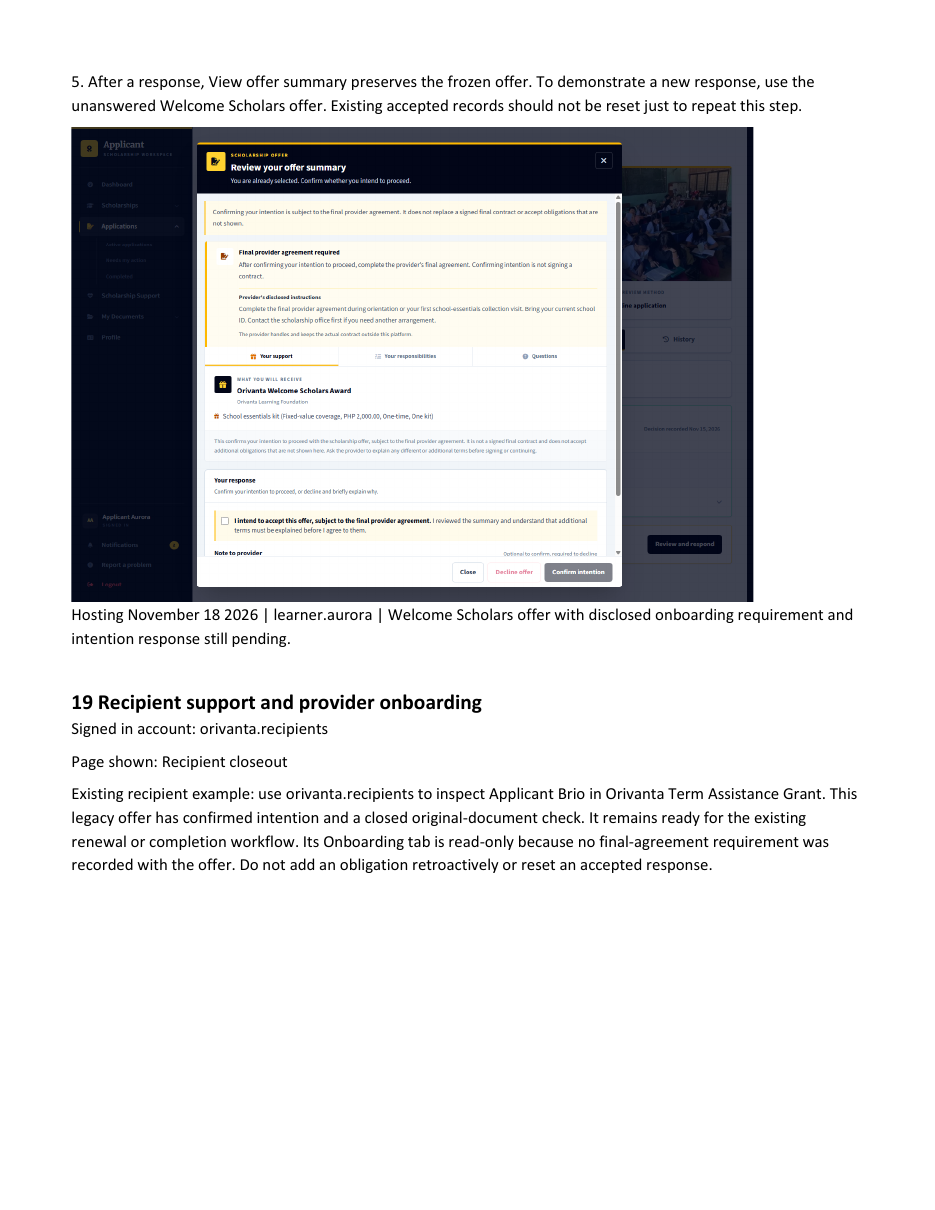 5. After a response, View offer summary preserves the frozen offer. To demonstrate a new response, use the
unanswered Welcome Scholars offer. Existing accepted records should not be reset just to repeat this step.
Applicant
SCHOLARSHIP WORKSPACE
Dashboard
Scholarships
Applications
Scholarship Support
My Documents
Profile
Applicant Aurora
Notifications
Report a problem
Logout
SCHOLARSHIP OFFER
Review your offer summary
You are already selected. Confirm whether you intend to proceed.
Confirming your intention is subject to the final provider agreement. It does not replace a signed final contract or accept obligations that are
not shown.
Final provider agreement required
After confirming your intention to proceed, complete the provider's final agreement. Confirming intention is not signing a
contract.
Provider's disclosed instructions
Complete the final provider agreement during orientation or your first school-essentials collection visit. Bring your current school
ID. Contact the scholarship office first if you need another arrangement.
The provider handles and keeps the actual contract outside this platform.
Your support
Your responsibilities
Questions
WHAT YOU WILL RECEIVE
Orivanta Welcome Scholars Award
Orivanta Learning Foundation
School essentials kit (Fixed-value coverage, PHP 2,000.00, One-time, One kit)
This confirms your intention to proceed with the scholarship offer, subject to the final provider agreement. It is not a signed final contract and does not accept
additional obligations that are not shown here. Ask the provider to explain any different or additional terms before signing or continuing.
Your response
Confirm your intention to proceed, or decline and briefly explain why.
I intend to accept this offer, subject to the final provider agreement. I reviewed the summary and understand that additional
terms must be explained before I agree to them.
Note to provider
Optional to confirm, required to decline
Close
Decline offer
Confirm intention
line application
History
Review and respond
Hosting November 18 2026 | learner.aurora | Welcome Scholars offer with disclosed onboarding requirement and
intention response still pending.
19 Recipient support and provider onboarding
Signed in account: orivanta.recipients
Page shown: Recipient closeout
Existing recipient example: use orivanta.recipients to inspect Applicant Brio in Orivanta Term Assistance Grant. This
legacy offer has confirmed intention and a closed original-document check. It remains ready for the existing
renewal or completion workflow. Its Onboarding tab is read-only because no final-agreement requirement was
recorded with the offer. Do not add an obligation retroactively or reset an accepted response.